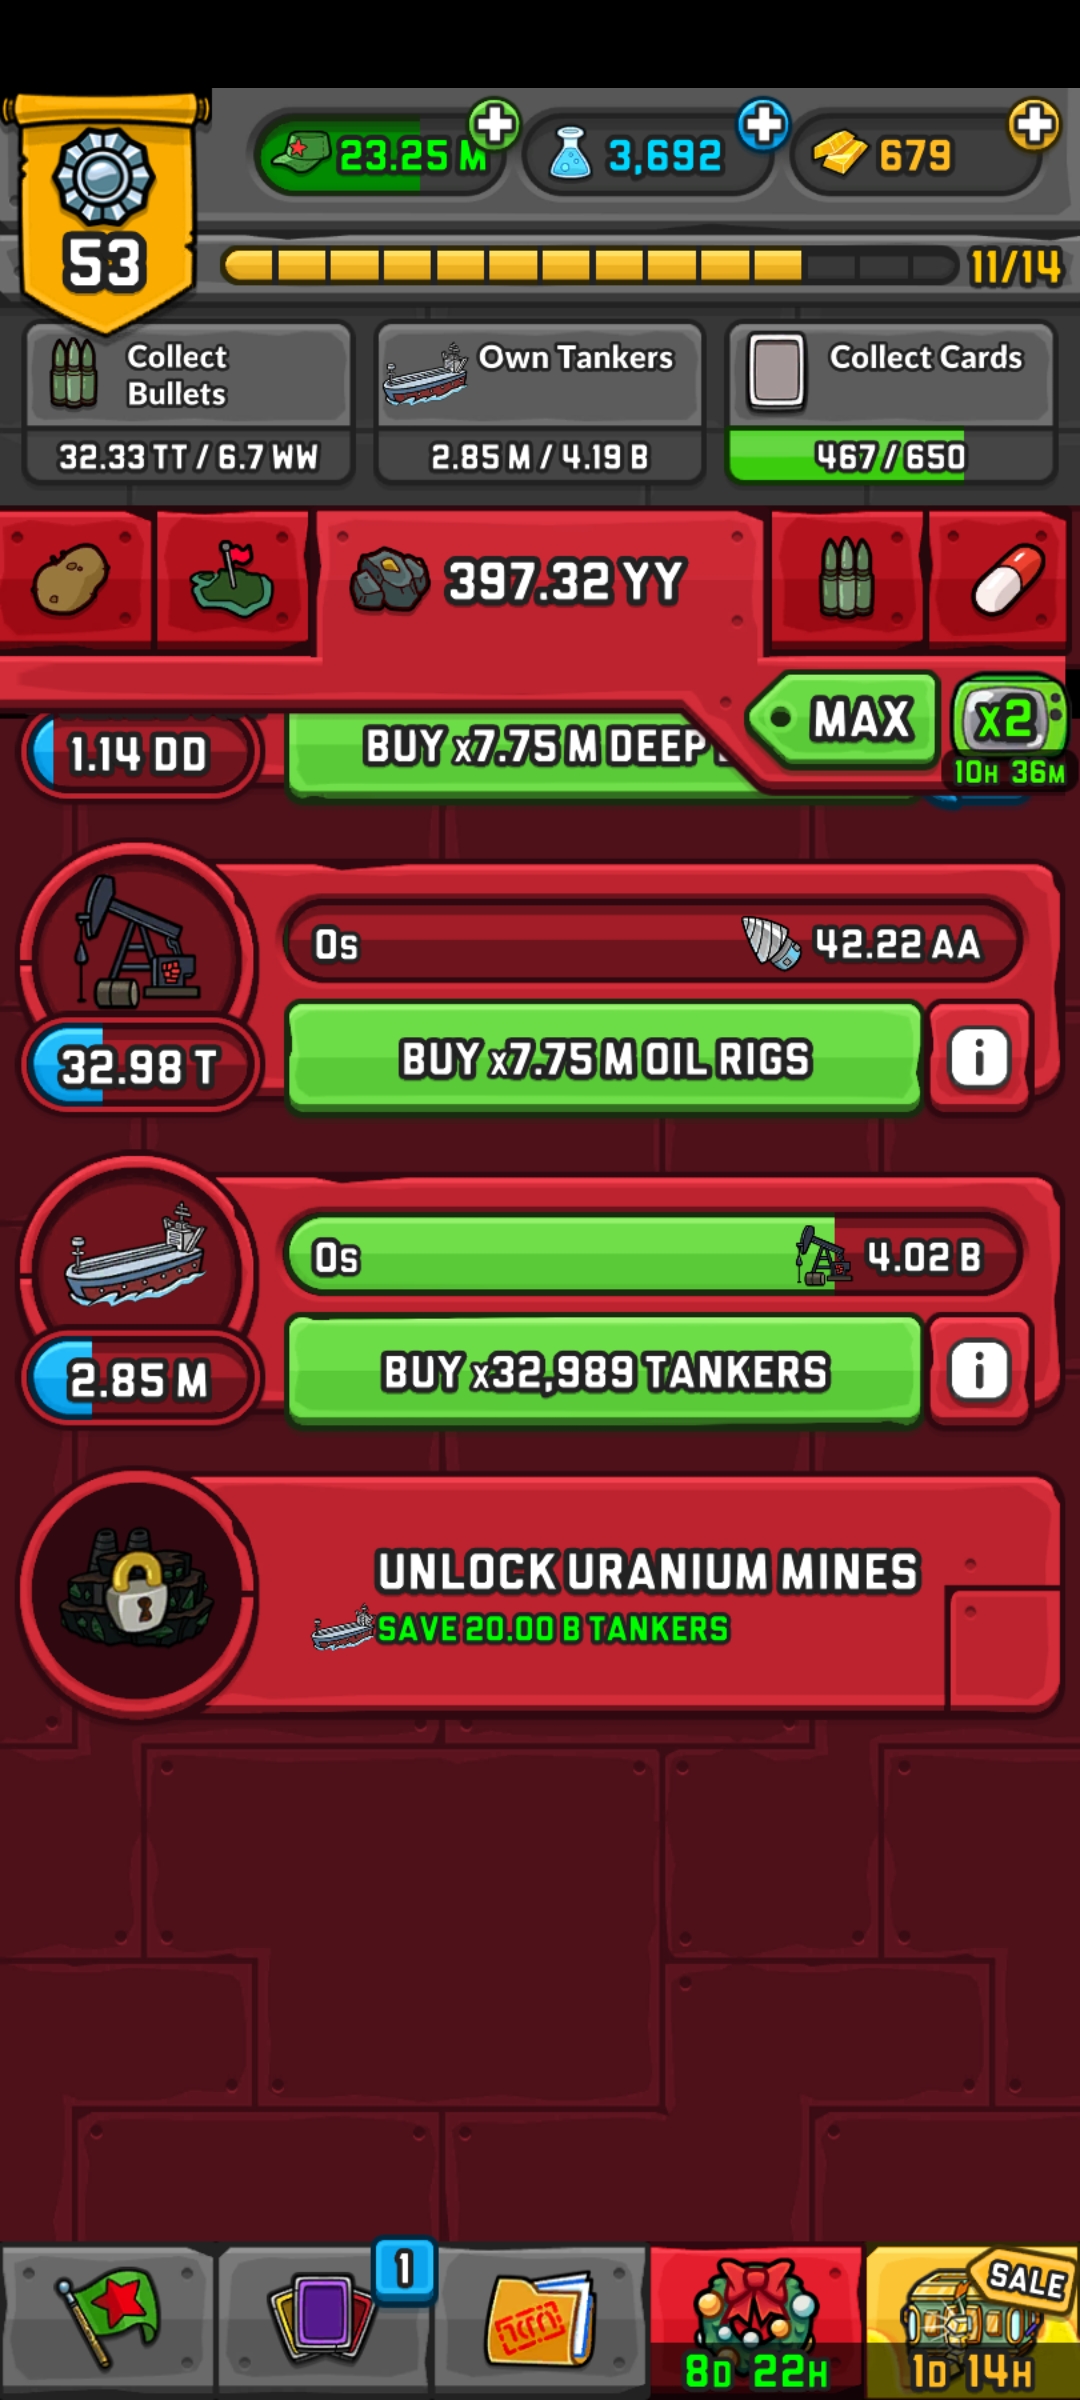 23.25 M
3,692
679
53
11/14
Collect
Bullets
Own Tankers
Collect Cards
32.33 TT / 6.7 WW
2.85 M / 4.19 B
467 / 650
397.32 YY
MAX
x2
10H 36M
1.14 DD
BUY x7.75 M DEEP
0s
42.22 AA
32.98 T
BUY x7.75 M OIL RIGS
i
0s
4.02 B
2.85 M
BUY x32,989 TANKERS
i
UNLOCK URANIUM MINES
SAVE 20.00 B TANKERS
1
SALE
8D 22H
1D 14H